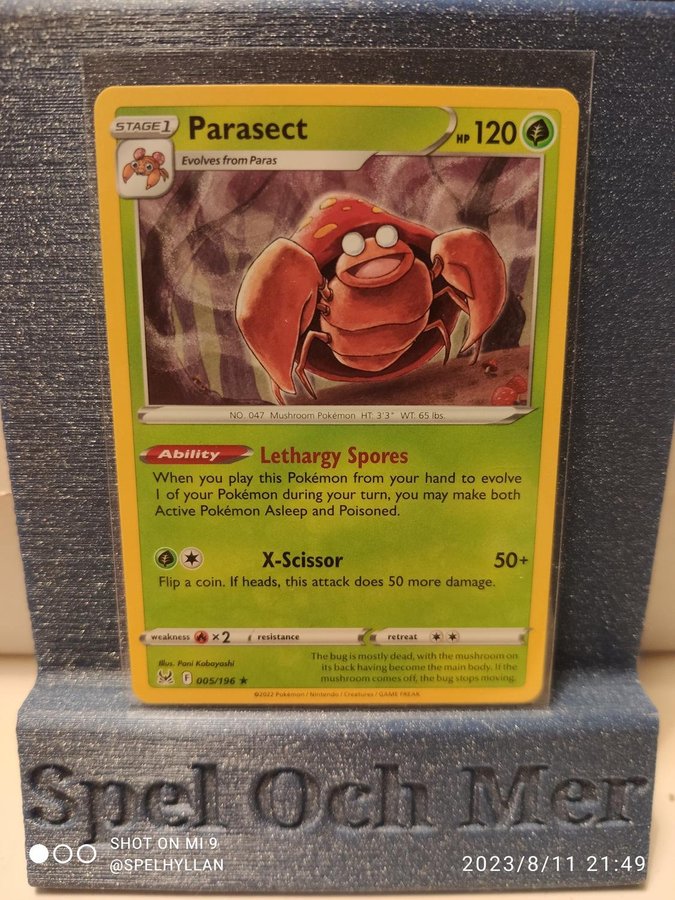 STAGE 1 Parasect HP 120
Evolves from Paras
NO. 047 Mushroom Pokémon HT: 3'3" WT: 65 lbs.
Ability Lethargy Spores
When you play this Pokémon from your hand to evolve
1 of your Pokémon during your turn, you may make both
Active Pokémon Asleep and Poisoned.
X-Scissor 50+
Flip a coin. If heads, this attack does 50 more damage.
weakness ×2 resistance retreat
Illus. Pani Kobayashi
F 005/196 ★
The bug is mostly dead, with the mushroom on
its back having become the main body. If the
mushroom comes off, the bug stops moving.
©2022 Pokémon / Nintendo / Creatures / GAME FREAK
Spel Och Mer
SHOT ON MI 9
@SPELHYLLAN
2023/8/11 21:49